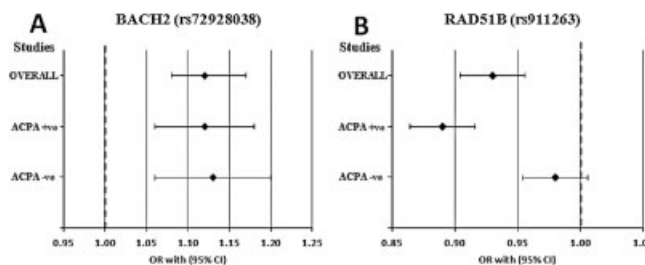 A
BACH2 (rs72928038)
Studies
OVERALL
ACPA +ve
ACPA -ve
0.95 1.00 1.05 1.10 1.15 1.20 1.25
OR with (95% CI)
B
RAD51B (rs911263)
Studies
OVERALL
ACPA +ve
ACPA -ve
0.85 0.90 0.95 1.00
OR with (95% CI)